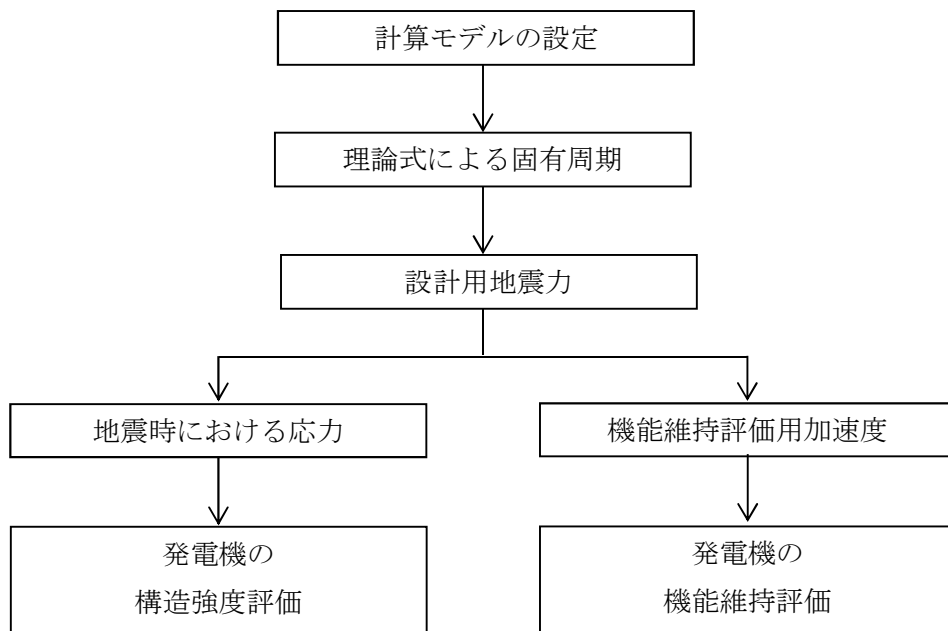 計算モデルの設定
理論式による固有周期
設計用地震力
地震時における応力
機能維持評価用加速度
発電機の
構造強度評価
発電機の
機能維持評価